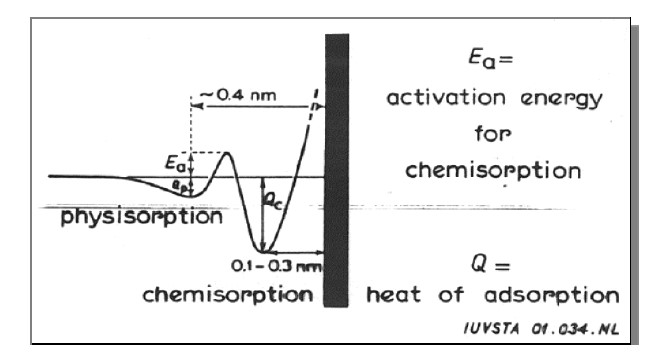 ~0.4 nm
Ea
Qp
Qc
physisorption
0.1-0.3 nm
chemisorption
Ea=
activation energy
for
chemisorption
Q =
heat of adsorption
IUVSTA 01.034.NL